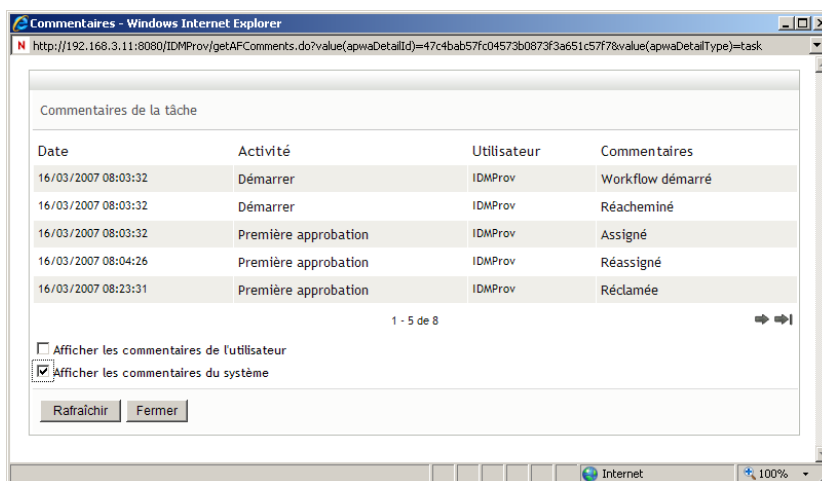 Commentaires - Windows Internet Explorer
N http://192.168.3.11:8080/IDMProv/getAFComments.do?value(apwaDetailId)=47c4bab57fc04573b0873f3a651c57f7&value(apwaDetailType)=task
Commentaires de la tâche
Date Activité Utilisateur Commentaires
16/03/2007 08:03:32 Démarrer IDMProv Workflow démarré
16/03/2007 08:03:32 Démarrer IDMProv Réacheminé
16/03/2007 08:03:32 Première approbation IDMProv Assigné
16/03/2007 08:04:26 Première approbation IDMProv Réassigné
16/03/2007 08:23:31 Première approbation IDMProv Réclamée
1 - 5 de 8
Afficher les commentaires de l'utilisateur
Afficher les commentaires du système
Rafraîchir Fermer
Internet 100%